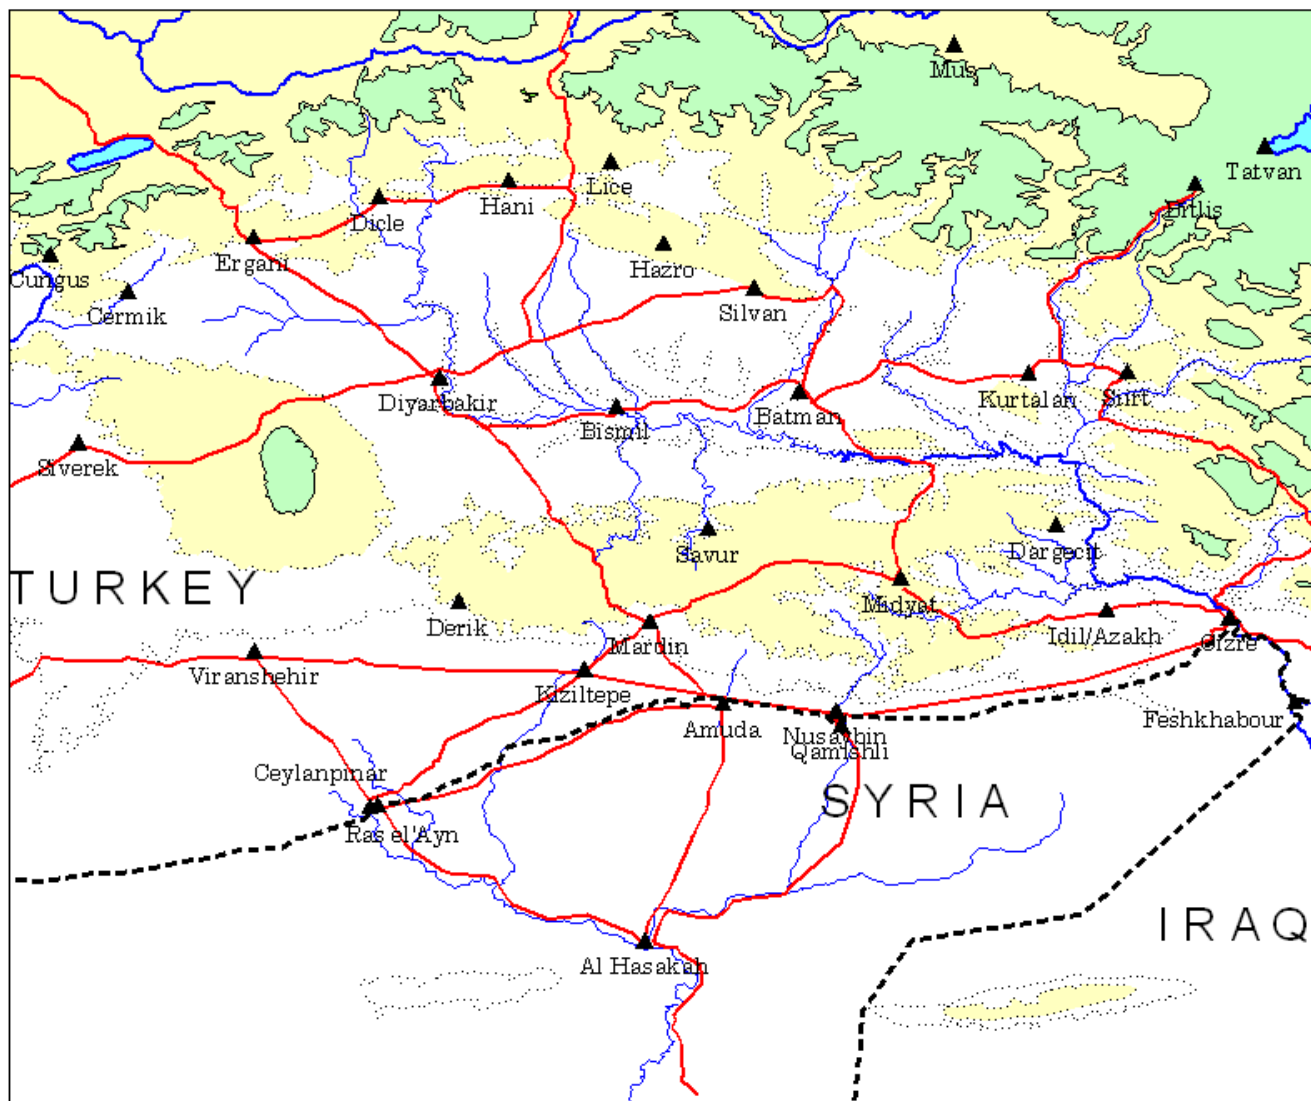 Mus
Tatvan
Lice
Hani
Bitlis
Dicle
Ergani
Hazro
Cungus
Cermik
Silvan
Diyarbakir
Kurtalan
Siirt
Bismil
Batman
Siverek
Savur
Dargecit
TURKEY
Midyat
Derik
Mardin
Idil/Azakh
Cizre
Viranshehir
Kiziltepe
Amuda
Feshkhabour
Nusaybin
Qamishli
Ceylanpinar
SYRIA
Ras el'Ayn
IRAQ
Al Hasakah